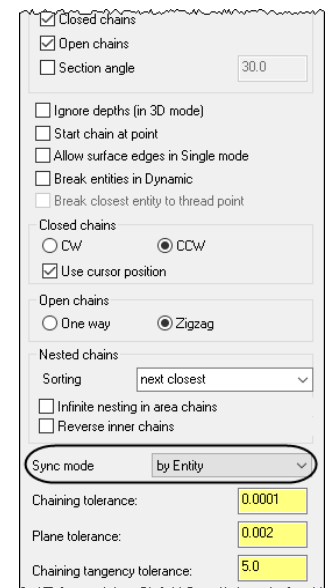 Closed chains
Open chains
Section angle 30.0
Ignore depths (in 3D mode)
Start chain at point
Allow surface edges in Single mode
Break entities in Dynamic
Break closest entity to thread point
Closed chains
CW CCW
Use cursor position
Open chains
One way Zigzag
Nested chains
Sorting next closest
Infinite nesting in area chains
Reverse inner chains
Sync mode by Entity
Chaining tolerance: 0.0001
Plane tolerance: 0.002
Chaining tangency tolerance: 5.0